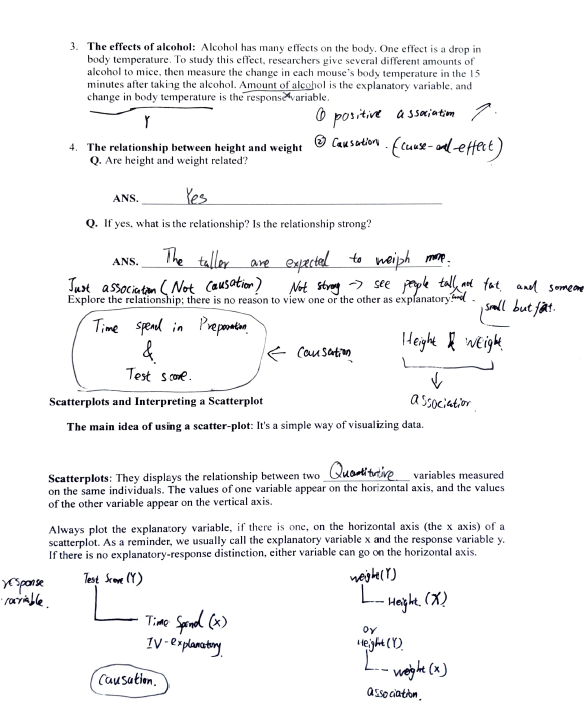 3. The effects of alcohol: Alcohol has many effects on the body. One effect is a drop in
body temperature. To study this effect, researchers give several different amounts of
alcohol to mice, then measure the change in each mouse's body temperature in the 15
minutes after taking the alcohol. Amount of alcohol is the explanatory variable, and
change in body temperature is the response variable.
X
Y
① positive association ↗.
② Causation. (cause-and-effect)
4. The relationship between height and weight
Q. Are height and weight related?
ANS. Yes
Q. If yes, what is the relationship? Is the relationship strong?
ANS. The taller are expected to weigh more.
Just association (Not Causation) Not strong → see people tall, not fat, and someone
small but fat.
Explore the relationship; there is no reason to view one or the other as explanatory
Time spend in Preparation
&
Test score.
← Causation
Height & Weight
↓
association
Scatterplots and Interpreting a Scatterplot
The main idea of using a scatter-plot: It's a simple way of visualizing data.
Scatterplots: They displays the relationship between two Quantitative variables measured
on the same individuals. The values of one variable appear on the horizontal axis, and the values
of the other variable appear on the vertical axis.
Always plot the explanatory variable, if there is one, on the horizontal axis (the x axis) of a
scatterplot. As a reminder, we usually call the explanatory variable x and the response variable y.
If there is no explanatory-response distinction, either variable can go on the horizontal axis.
response
variable.
Test Score (Y)
Time Spend (x)
IV-explanatory
Causation.
weight (Y)
Height (X)
or
Height (Y)
weight (x)
association.